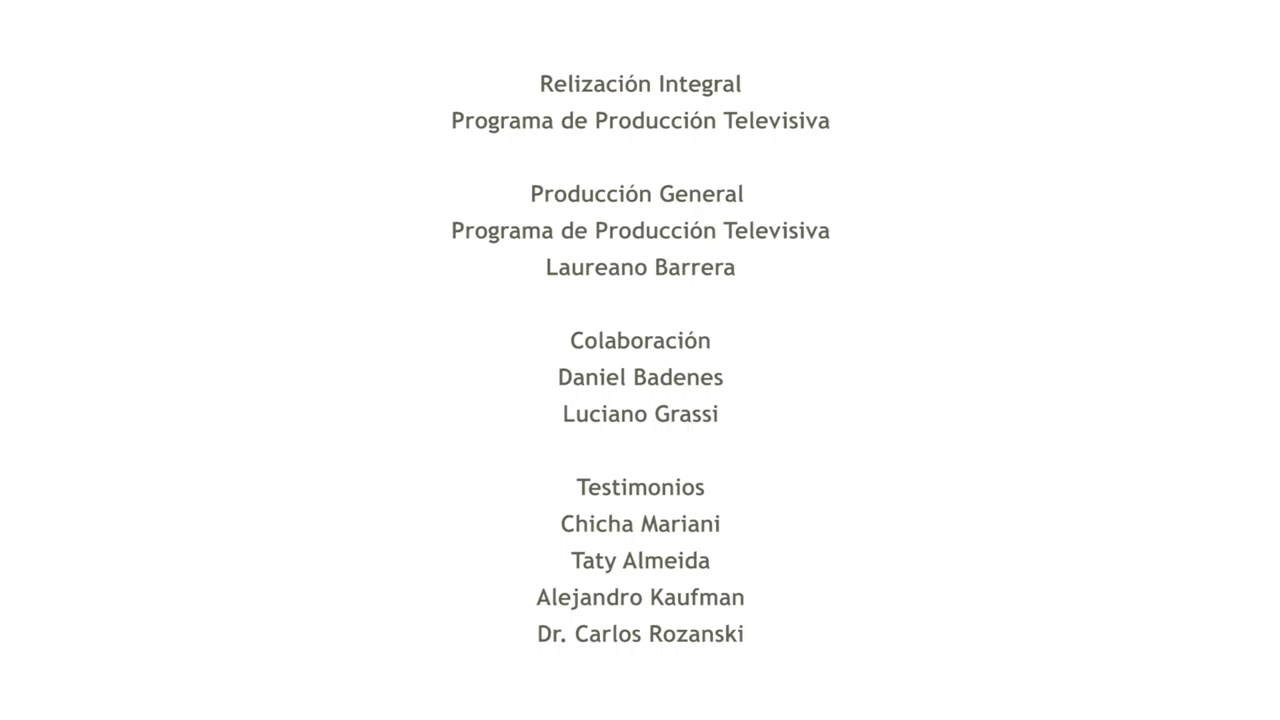 Relización Integral
Programa de Producción Televisiva
Producción General
Programa de Producción Televisiva
Laureano Barrera
Colaboración
Daniel Badenes
Luciano Grassi
Testimonios
Chicha Mariani
Taty Almeida
Alejandro Kaufman
Dr. Carlos Rozanski